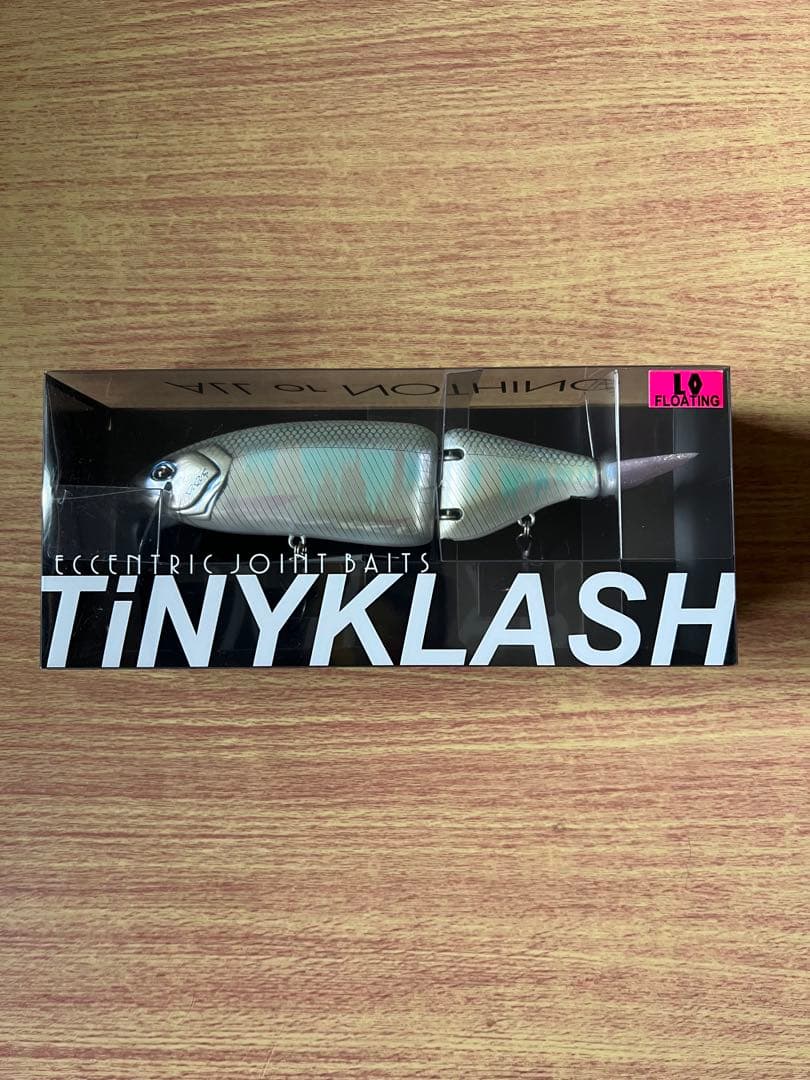 ALL or NOTHING
LO
FLOATING
ECCENTRIC JOINT BAITS
TiNYKLASH